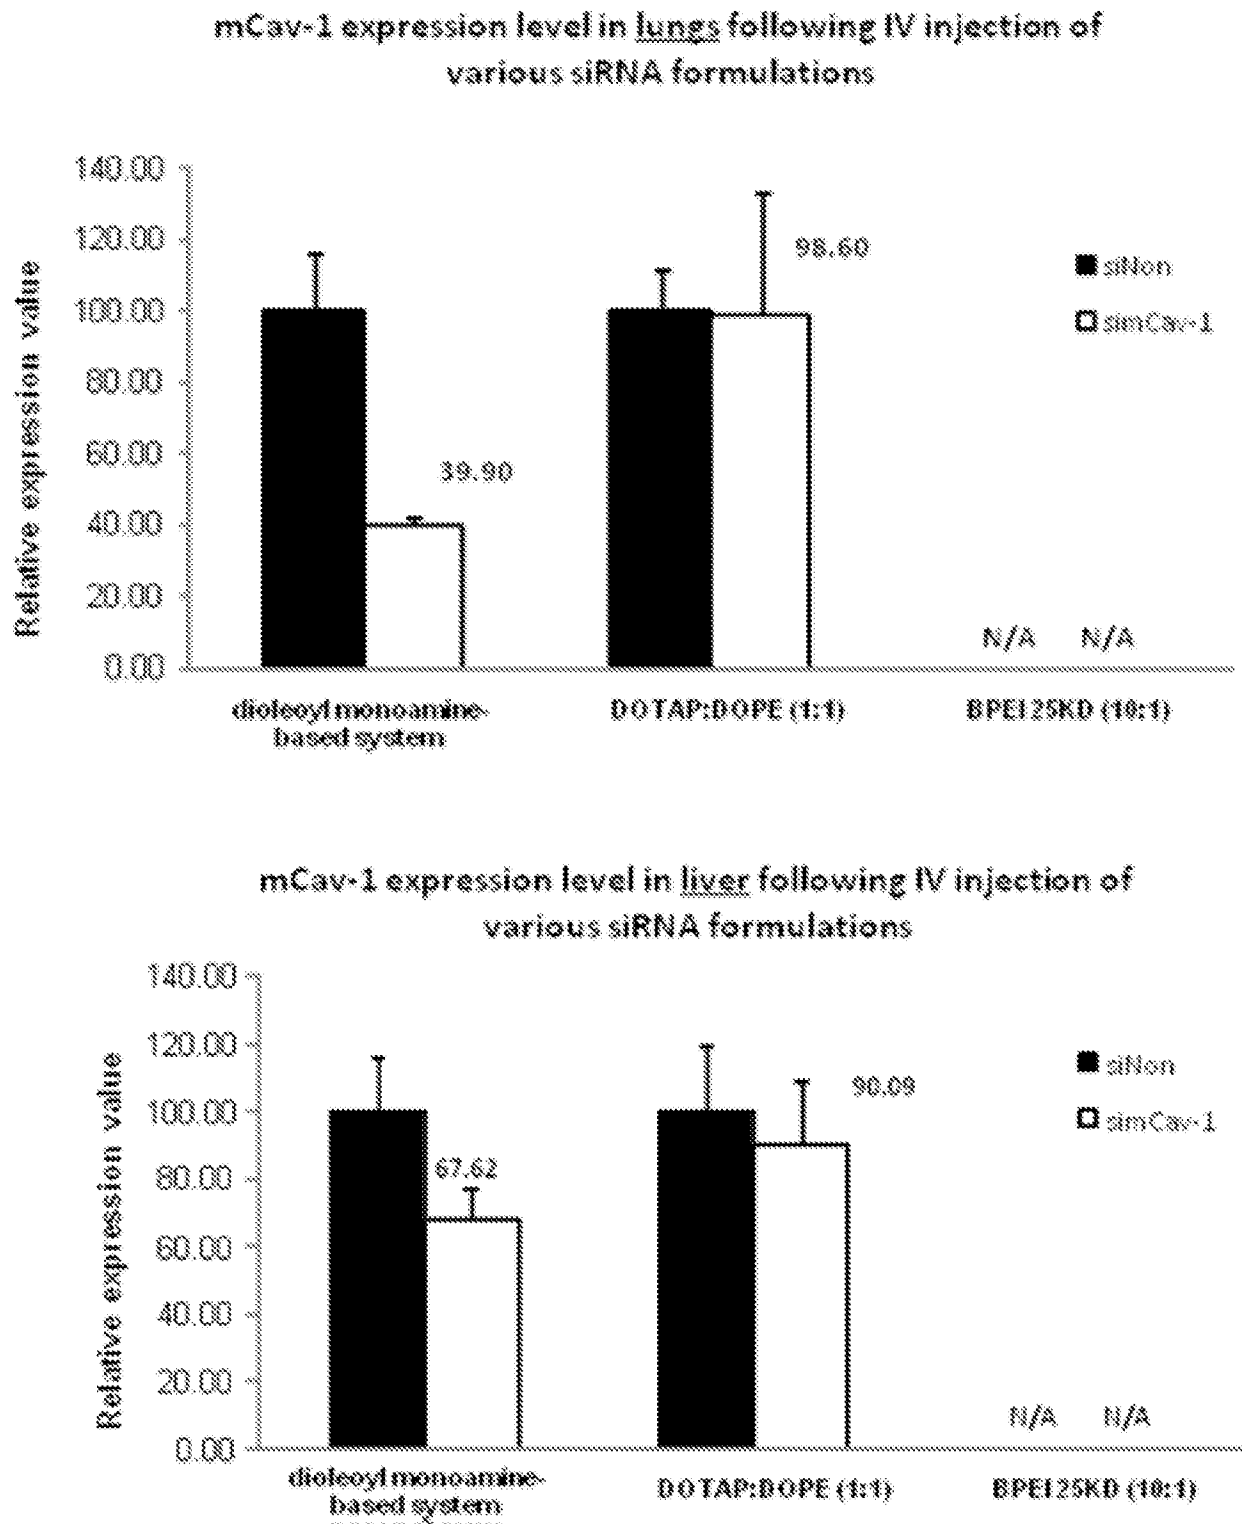 mCav-1 expression level in lungs following IV injection of
various siRNA formulations
140.00
120.00
100.00
80.00
60.00
40.00
20.00
0.00
Relative expression value
39.90
98.60
siNon
simCav-1
N/A N/A
dioleoyl monoamine-
based system
DOTAP:DOPE (1:1)
BPEI25KD (10:1)
mCav-1 expression level in liver following IV injection of
various siRNA formulations
140.00
120.00
100.00
80.00
60.00
40.00
20.00
0.00
Relative expression value
67.62
90.09
siNon
simCav-1
N/A N/A
dioleoyl monoamine-
based system
DOTAP:DOPE (1:1)
BPEI25KD (10:1)